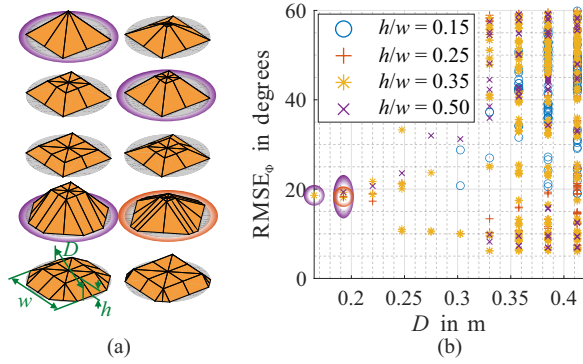 (a)
D
w
h
(b)
h/w = 0.15
h/w = 0.25
h/w = 0.35
h/w = 0.50
RMSE_Φ in degrees
60
40
20
0
0.2 0.25 0.3 0.35 0.4
D in m
(a)
(b)